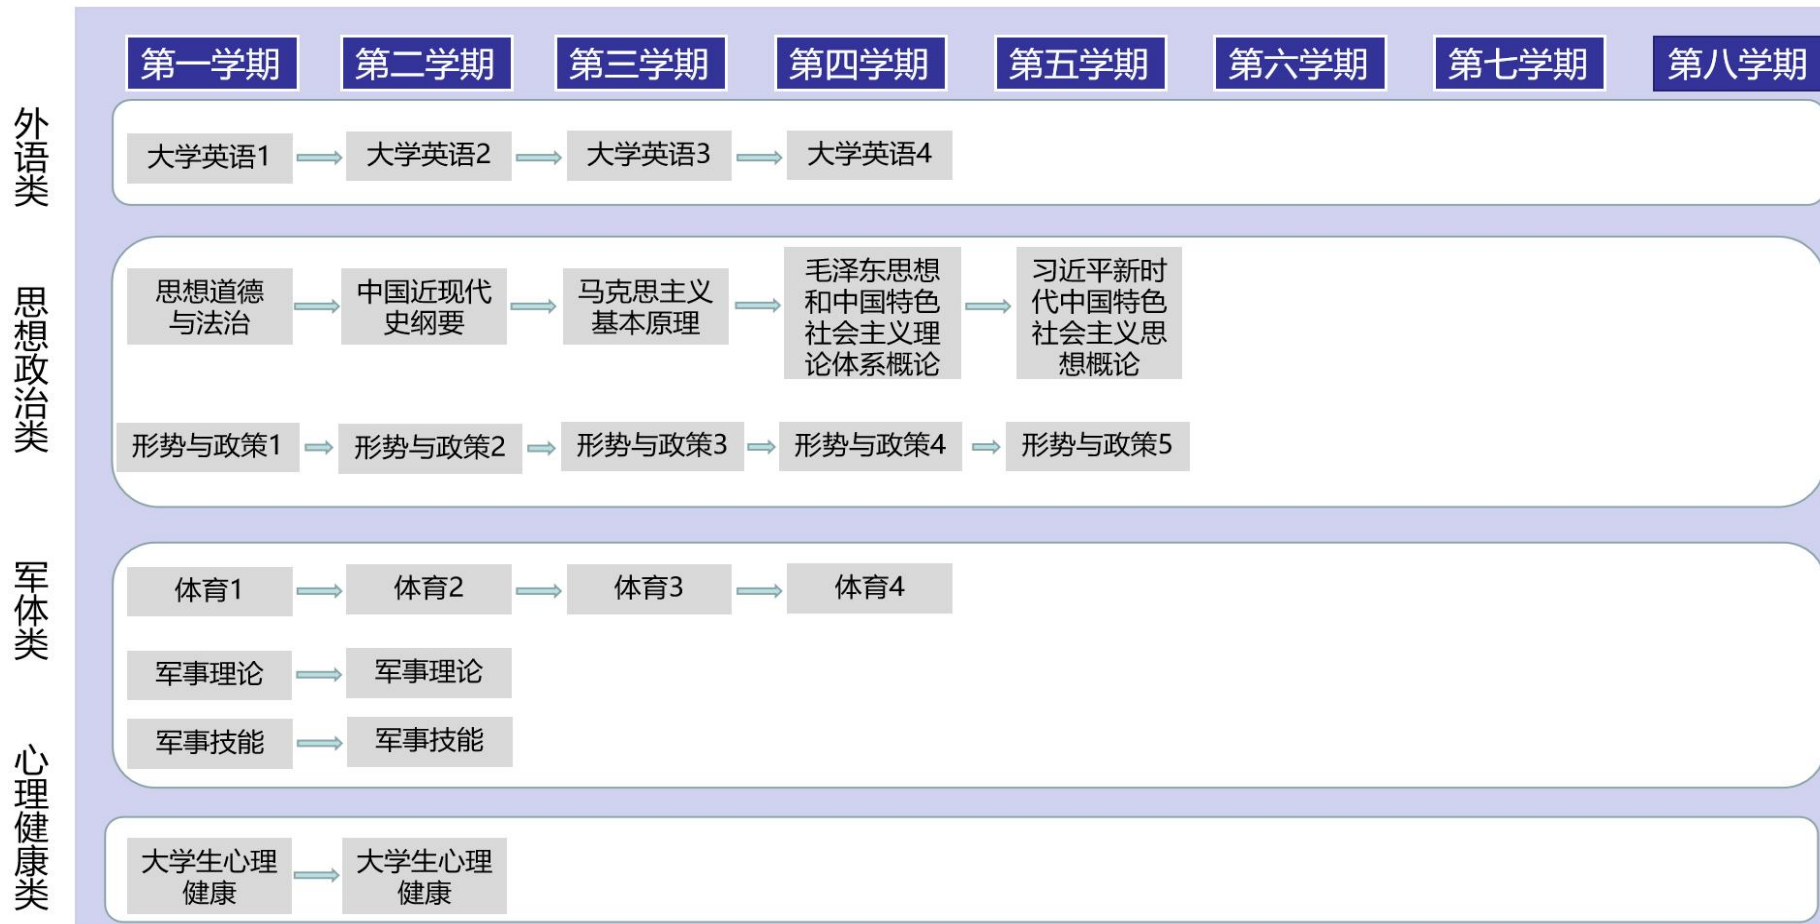 第一学期
第二学期
第三学期
第四学期
第五学期
第六学期
第七学期
第八学期
外语类
大学英语1
大学英语2
大学英语3
大学英语4
思想政治类
思想道德
与法治
中国近现代
史纲要
马克思主义
基本原理
毛泽东思想
和中国特色
社会主义理
论体系概论
习近平新时
代中国特色
社会主义思
想概论
形势与政策1
形势与政策2
形势与政策3
形势与政策4
形势与政策5
军体类
体育1
体育2
体育3
体育4
军事理论
军事理论
军事技能
军事技能
心理健康类
大学生心理
健康
大学生心理
健康